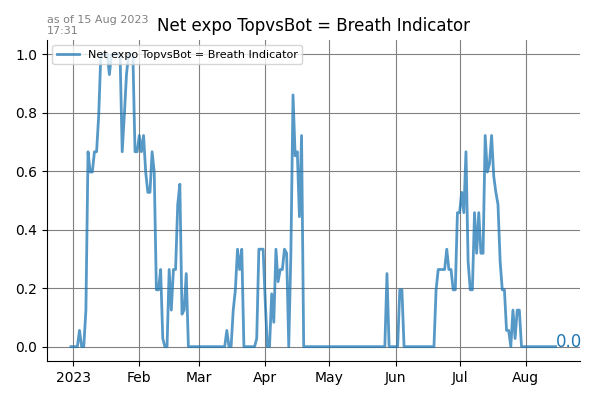 as of 15 Aug 2023
17:31
Net expo TopvsBot = Breath Indicator
Net expo TopvsBot = Breath Indicator
1.0
0.8
0.6
0.4
0.2
0.0
0.0
2023 Feb Mar Apr May Jun Jul Aug